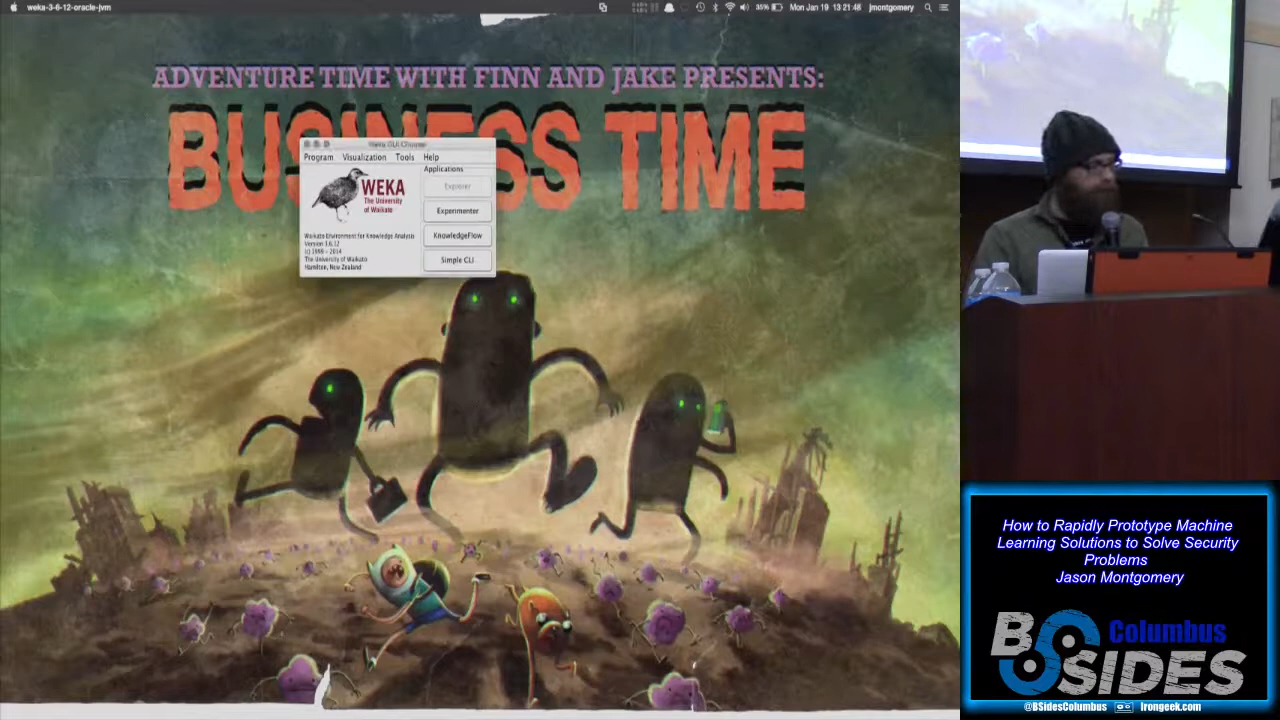 weka-3-6-12-oracle-jvm
35%
Mon Jan 19 13:21:48
jmontgomery
ADVENTURE TIME WITH FINN AND JAKE PRESENTS:
BUSINESS TIME
Weka GUI Chooser
Program Visualization Tools Help
WEKA
The University
of Waikato
Waikato Environment for Knowledge Analysis
Version 3.6.12
(c) 1999 - 2014
The University of Waikato
Hamilton, New Zealand
Applications
Explorer
Experimenter
KnowledgeFlow
Simple CLI
How to Rapidly Prototype Machine
Learning Solutions to Solve Security
Problems
Jason Montgomery
BSIDES
Columbus
@BSidesColumbus
Irongeek.com